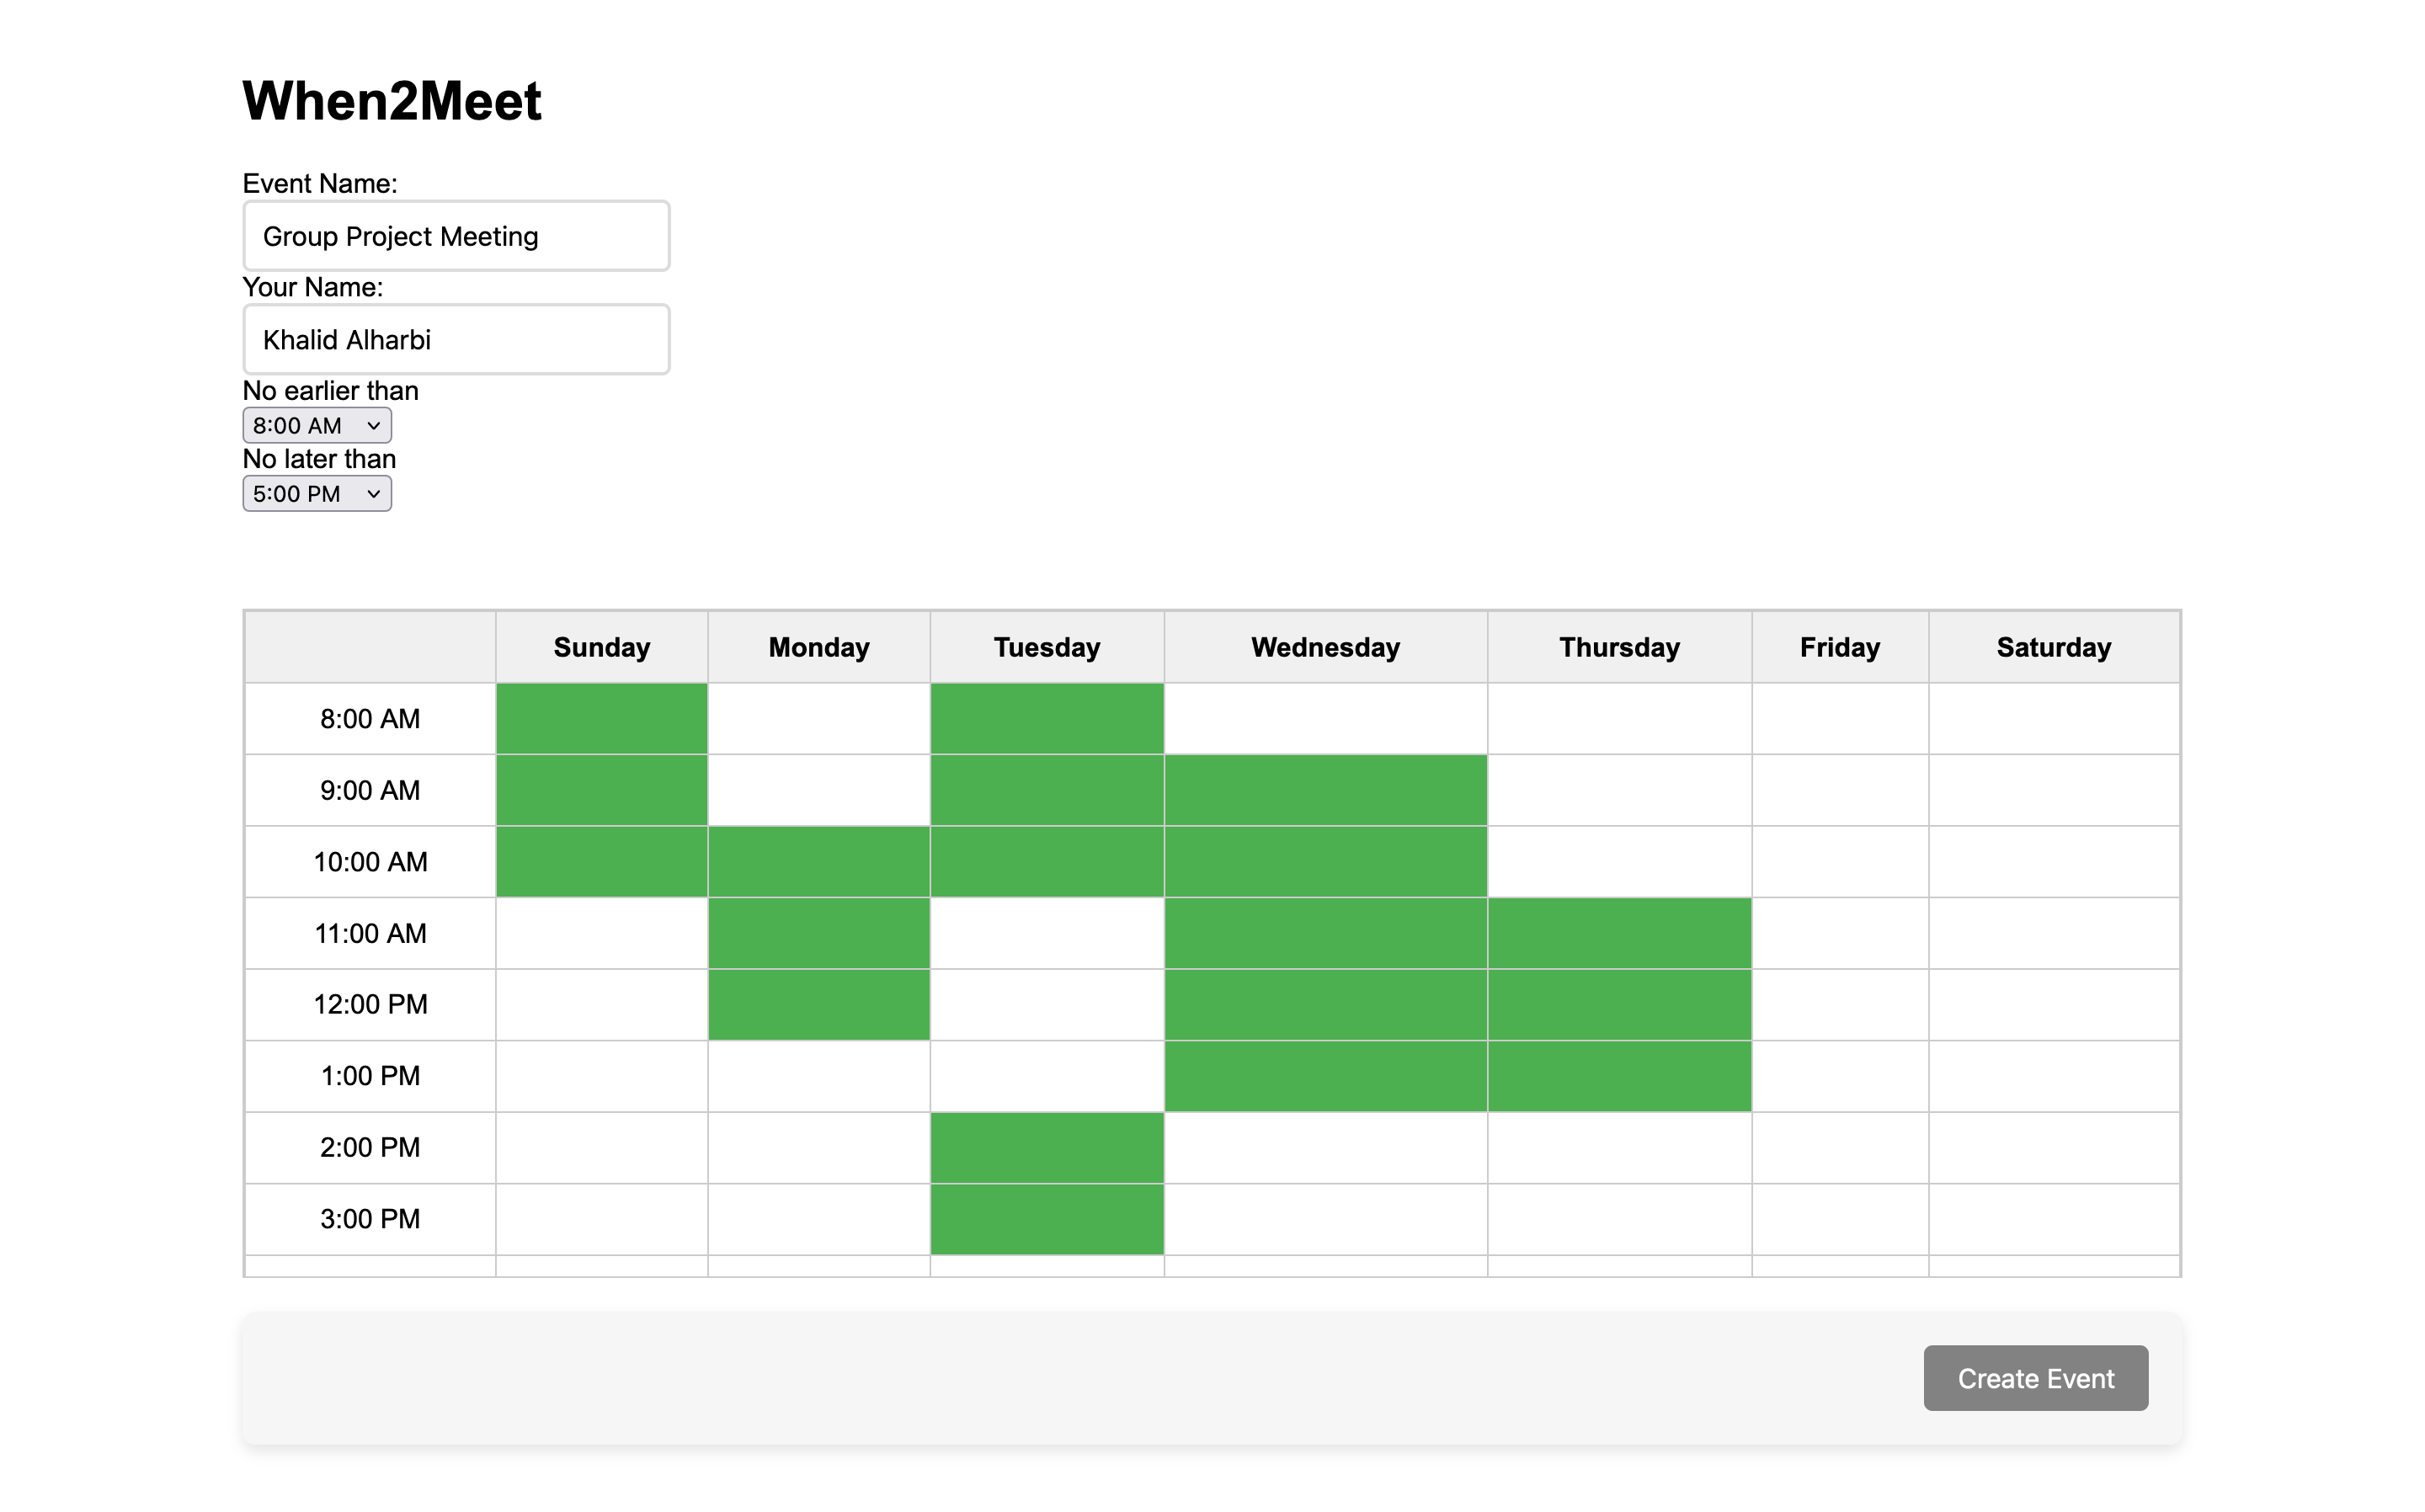 When2Meet
Event Name:
Group Project Meeting
Your Name:
Khalid Alharbi
No earlier than
8:00 AM
No later than
5:00 PM
Sunday Monday Tuesday Wednesday Thursday Friday Saturday
8:00 AM
9:00 AM
10:00 AM
11:00 AM
12:00 PM
1:00 PM
2:00 PM
3:00 PM
Create Event